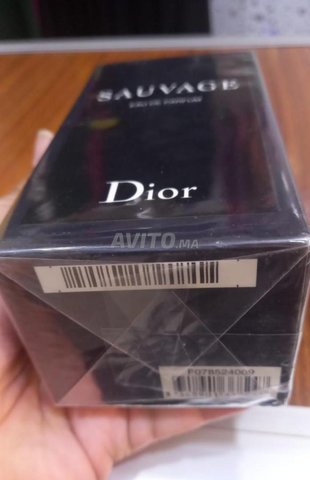 SAUVAGE
EAU DE PARFUM
Dior
AVITO.MA
F078524009